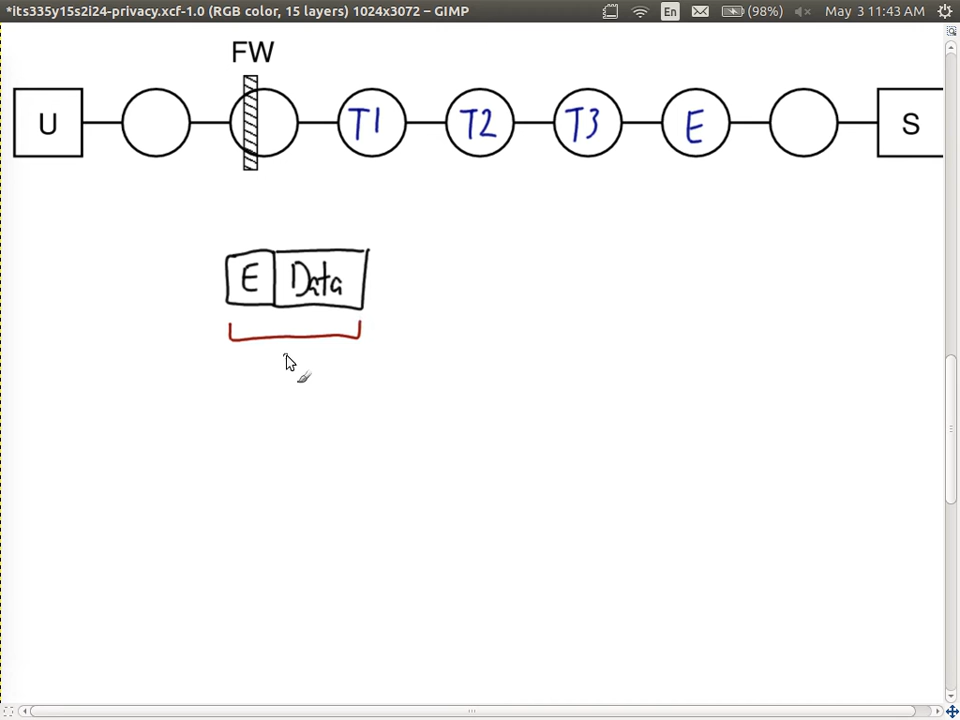 *its335y15s2i24-privacy.xcf-1.0 (RGB color, 15 layers) 1024x3072 – GIMP
En
(98%)
May 3 11:43 AM
FW
U
T1
T2
T3
E
S
E
Data